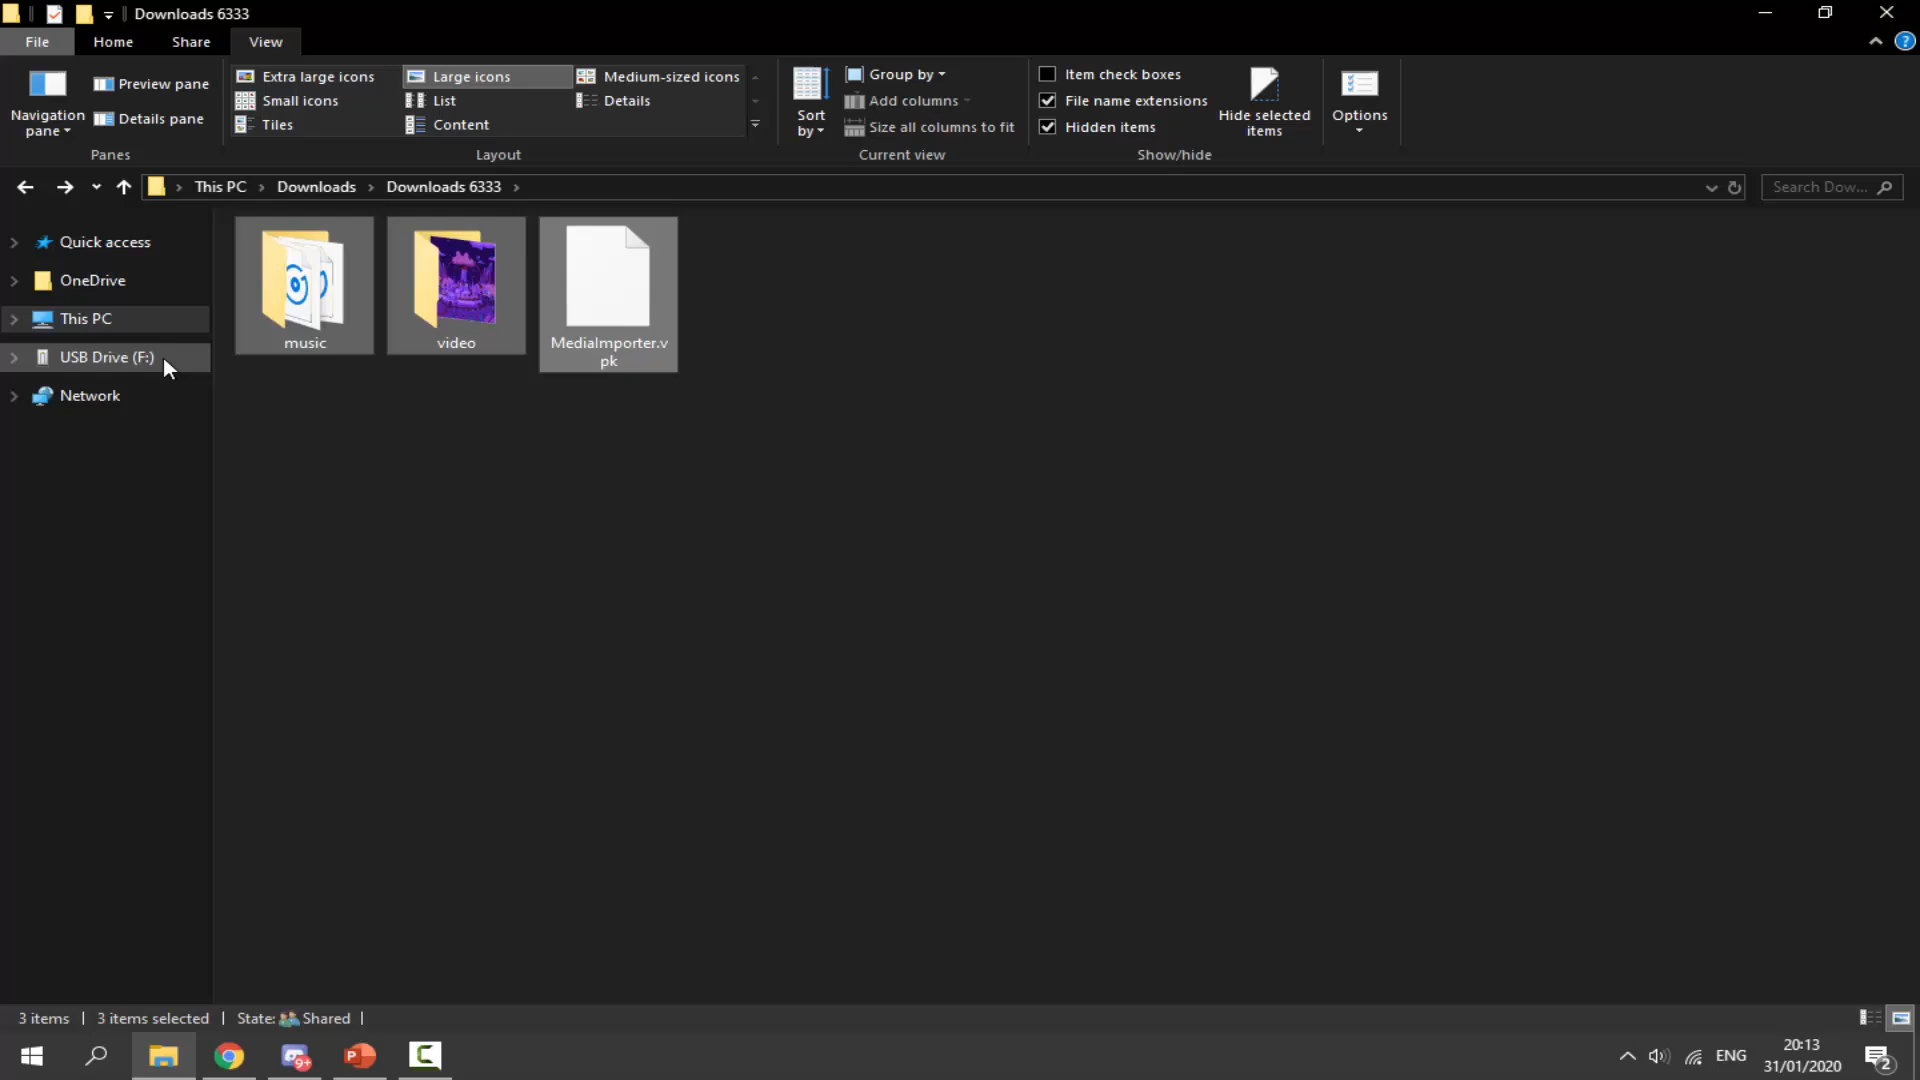 Downloads 6333
File
Home
Share
View
Navigation
pane
Preview pane
Details pane
Panes
Extra large icons
Large icons
Medium-sized icons
Small icons
List
Details
Tiles
Content
Layout
Sort
by
Group by
Add columns
Size all columns to fit
Current view
Item check boxes
File name extensions
Hidden items
Hide selected
items
Show/hide
Options
This PC > Downloads > Downloads 6333 >
Search Dow...
Quick access
OneDrive
This PC
USB Drive (F:)
Network
music
video
MediaImporter.v
pk
3 items | 3 items selected | State: Shared |
9+
P
ENG
20:13
31/01/2020
2